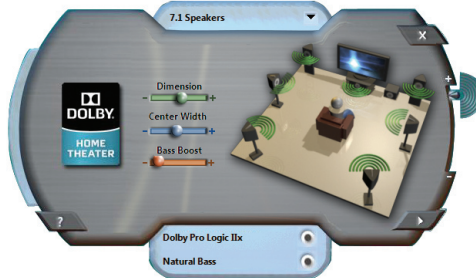 7.1 Speakers
X
Dimension
- +
DOLBY.
Center Width
- +
HOME
THEATER
Bass Boost
- +
+
-
?
Dolby Pro Logic IIx
Natural Bass